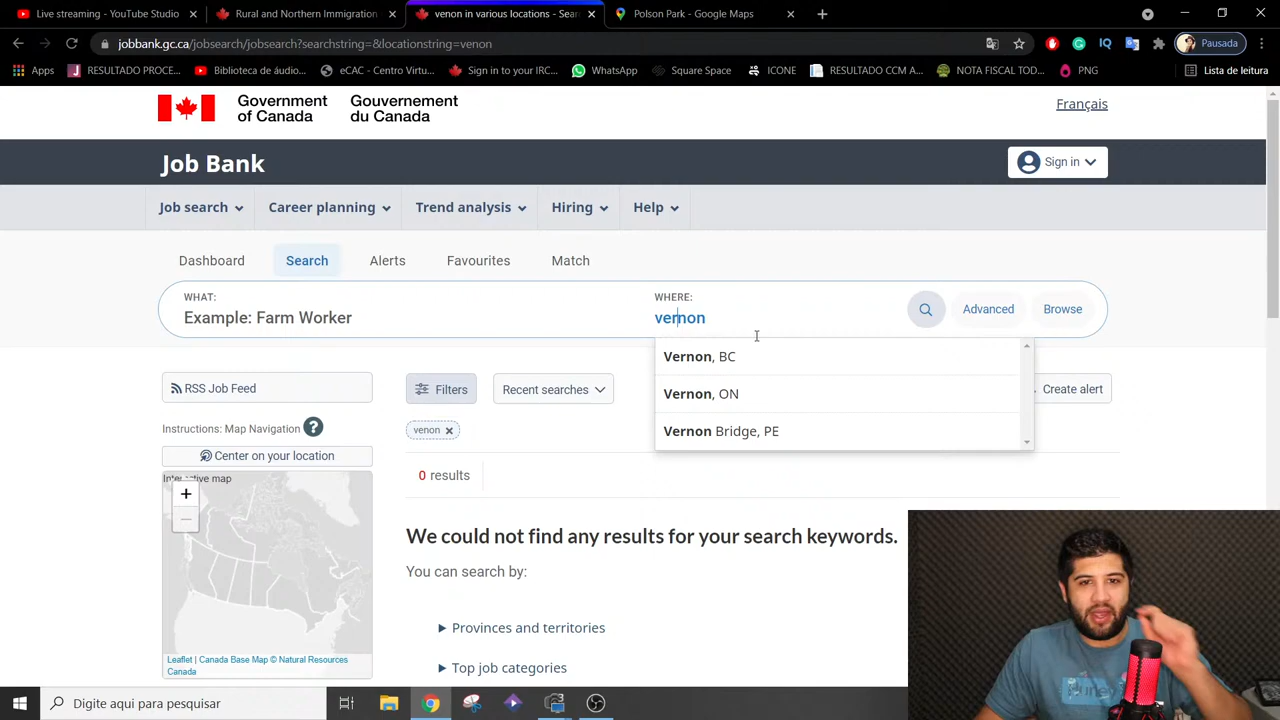 Live streaming - YouTube Studio
Rural and Northern Immigration
venon in various locations - Sear
Polson Park - Google Maps
jobbank.gc.ca/jobsearch/jobsearch?searchstring=&locationstring=venon
Pausada
Apps
RESULTADO PROCE...
Biblioteca de áudio...
eCAC - Centro Virtu...
Sign in to your IRC...
WhatsApp
Square Space
ICONE
RESULTADO CCM A...
NOTA FISCAL TOD...
PNG
Lista de leitura
Government of Canada
Gouvernement du Canada
Français
Job Bank
Sign in
Job search
Career planning
Trend analysis
Hiring
Help
Dashboard
Search
Alerts
Favourites
Match
WHAT:
Example: Farm Worker
WHERE:
vernon
Advanced
Browse
Vernon, BC
Vernon, ON
Vernon Bridge, PE
RSS Job Feed
Filters
Recent searches
Create alert
Instructions: Map Navigation ?
venon
Center on your location
Interactive map
+
−
0 results
We could not find any results for your search keywords.
You can search by:
Provinces and territories
Top job categories
Leaflet | Canada Base Map © Natural Resources
Canada
Digite aqui para pesquisar